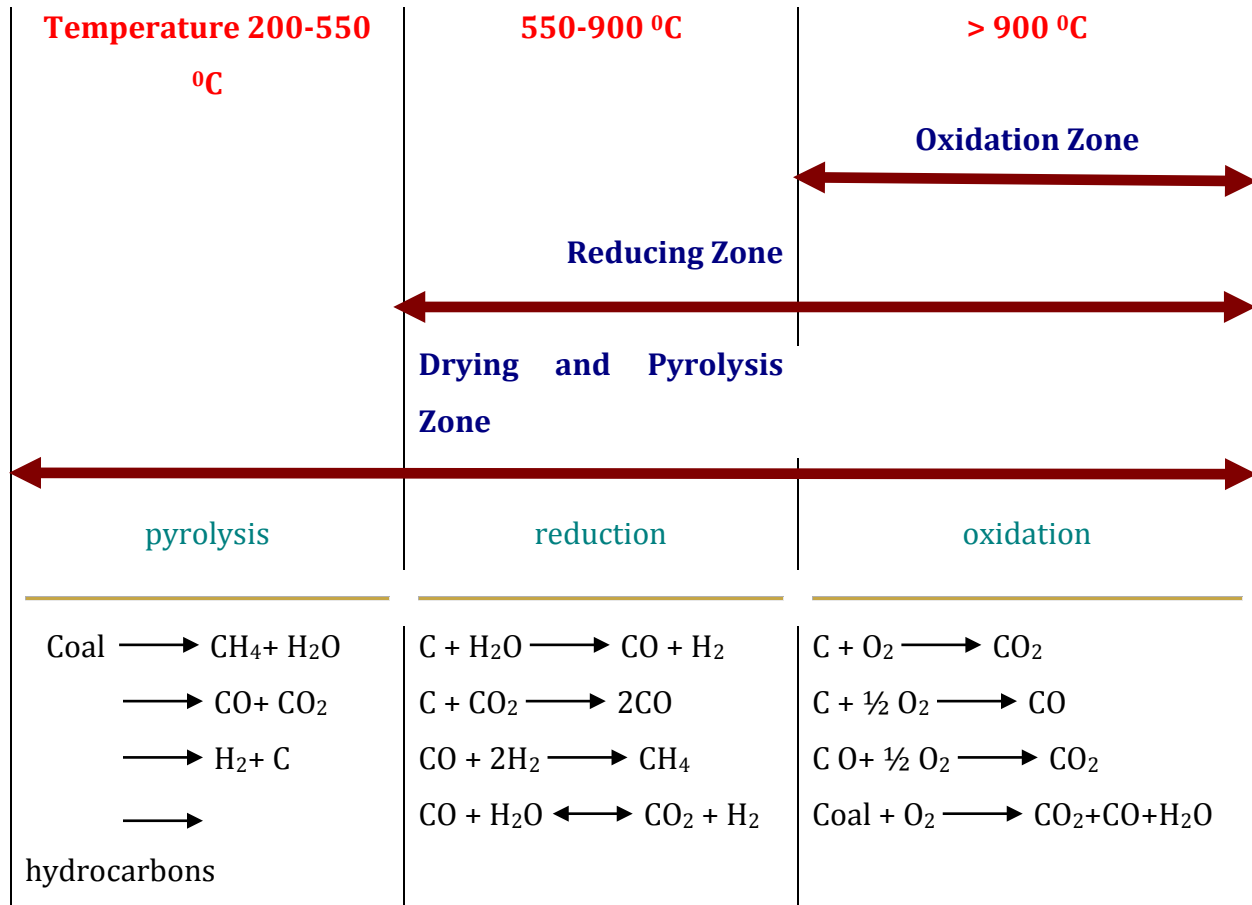 Temperature 200-550
⁰C
550-900 ⁰C
> 900 ⁰C
Oxidation Zone
Reducing Zone
Drying and Pyrolysis
Zone
pyrolysis
reduction
oxidation
Coal ⟶ CH₄+ H₂O
⟶ CO+ CO₂
⟶ H₂+ C
⟶
hydrocarbons
C + H₂O ⟶ CO + H₂
C + CO₂ ⟶ 2CO
CO + 2H₂ ⟶ CH₄
CO + H₂O ⟷ CO₂ + H₂
C + O₂ ⟶ CO₂
C + ½ O₂ ⟶ CO
C O+ ½ O₂ ⟶ CO₂
Coal + O₂ ⟶ CO₂+CO+H₂O